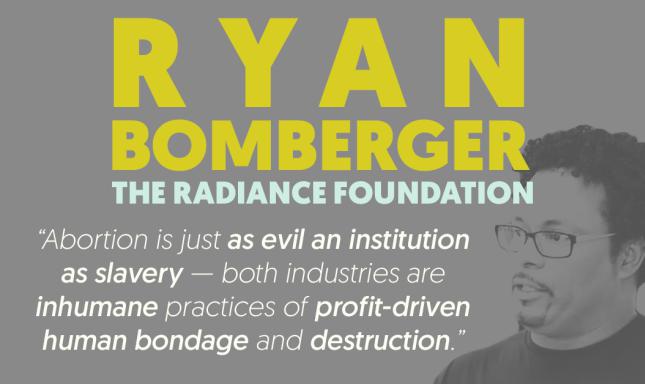 RYAN
BOMBERGER
THE RADIANCE FOUNDATION
“Abortion is just as evil an institution
as slavery — both industries are
inhumane practices of profit-driven
human bondage and destruction.”